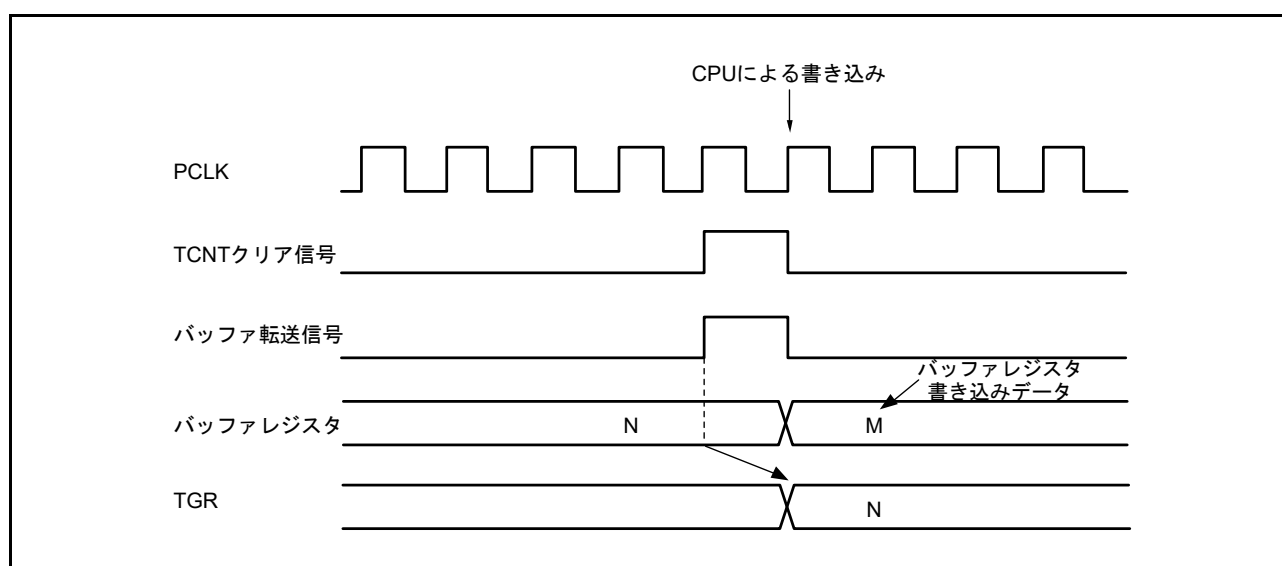 CPUによる書き込み
PCLK
TCNTクリア信号
バッファ転送信号
バッファレジスタ
書き込みデータ
バッファレジスタ
N
M
TGR
N